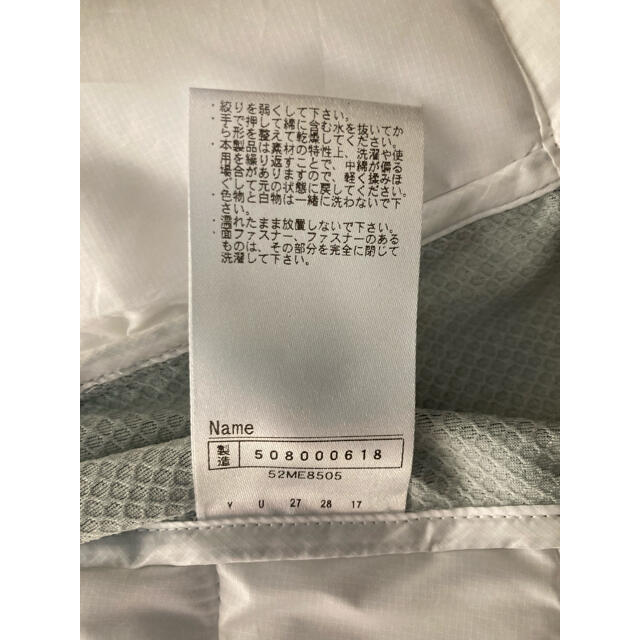 ・絞りを弱くして下さい。
・手で押して綿に含む水を抜いてか
ら形を整えて乾燥してください。
・本製品は素材の特性上、洗濯や使
用を繰り返すことで、中綿が偏る
場合がありますので、軽く揉みほ
ぐして元の状態に戻してください。
・色物と白物は一緒に洗わないで下
さい。
・濡れたまま放置しないで下さい。
・面ファスナー、ファスナーのある
ものは、その部分を完全に閉じて
洗濯して下さい。
Name
製造 508000618
52ME8505
Y U 27 28 17